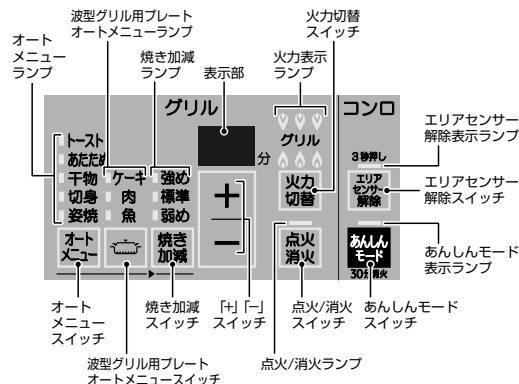 波型グリル用プレート
オートメニューランプ
火力切替
スイッチ
オート
メニュー
ランプ
焼き加減
ランプ
表示部
火力表示
ランプ
グリル
コンロ
トースト
あたため
干物
切身
姿焼
ケーキ
肉
魚
強め
標準
弱め
分
グリル
火力
切替
3秒押し
エリア
センサー
解除
エリアセンサー
解除表示ランプ
エリアセンサー
解除スイッチ
オート
メニュー
焼き
加減
+
−
点火
消火
あんしん
モード
30分消火
あんしんモード
表示ランプ
オート
メニュー
スイッチ
焼き加減
スイッチ
「+」「−」
スイッチ
点火/消火
スイッチ
あんしんモード
スイッチ
波型グリル用プレート
オートメニュースイッチ
点火/消火ランプ